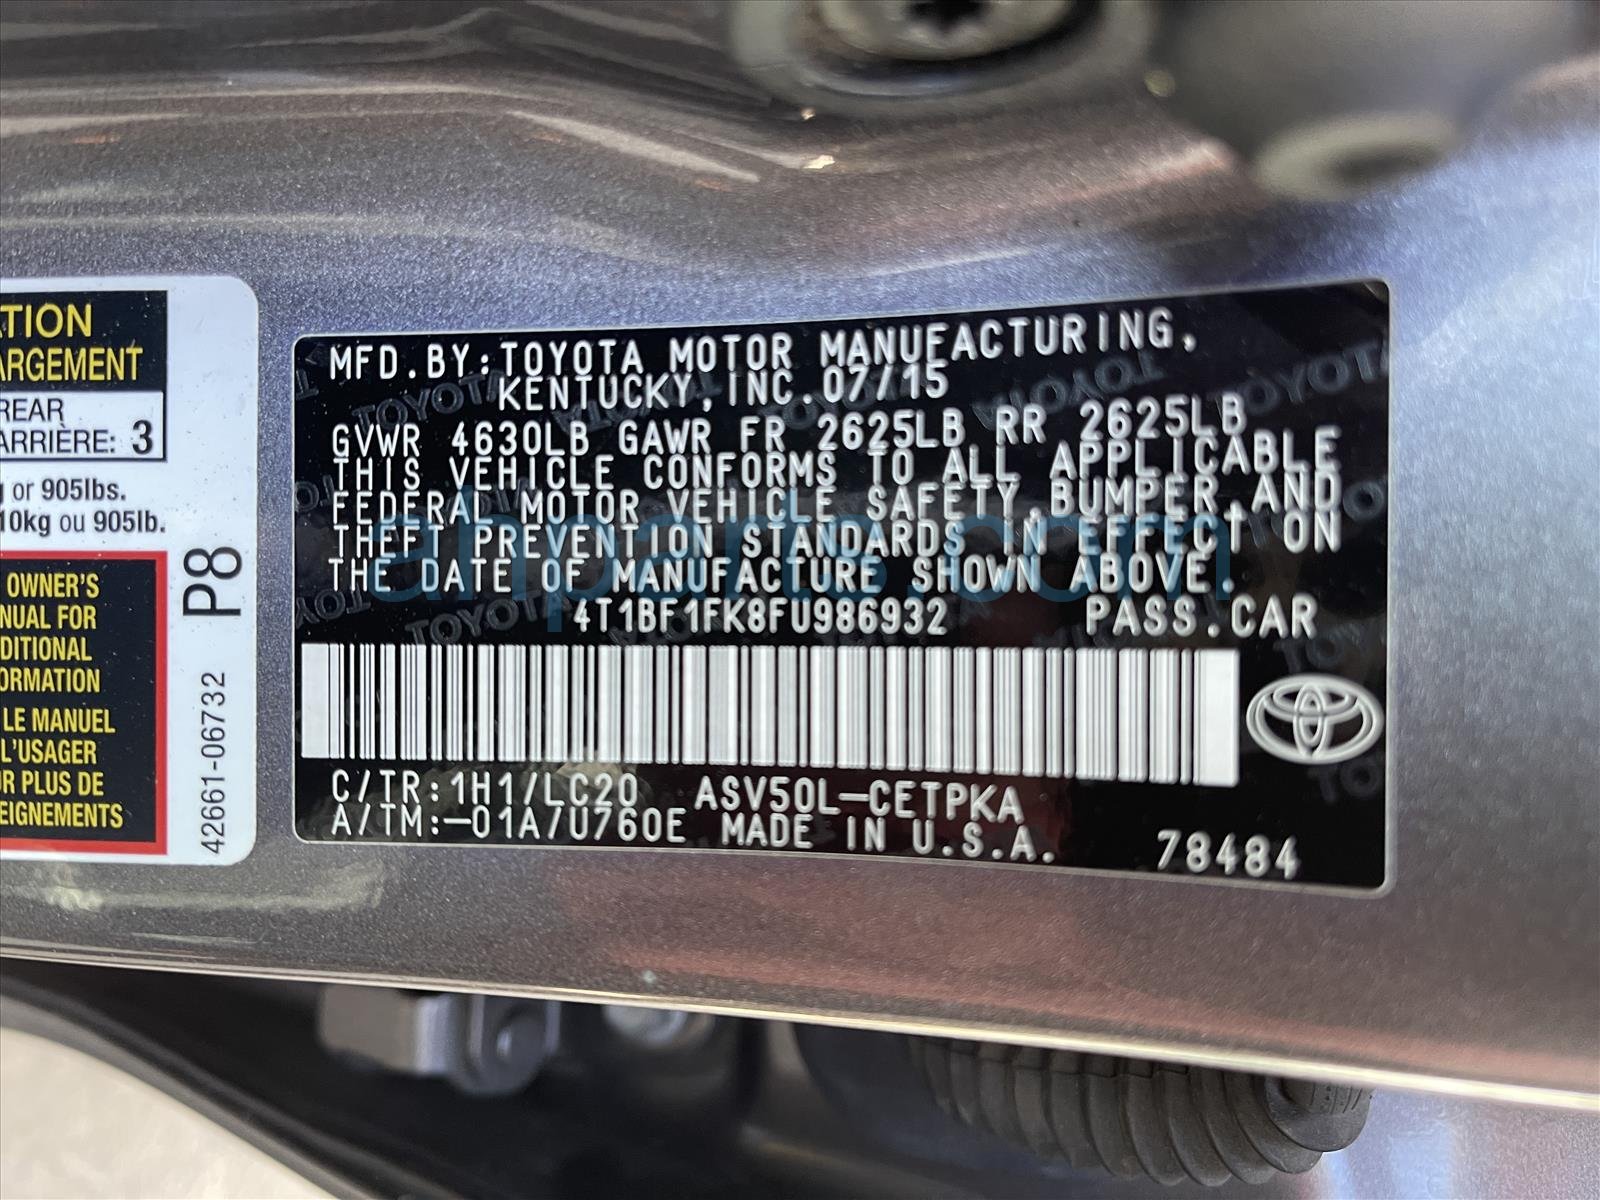 TION
ARGEMENT
REAR
ARRIÈRE: 3
or 905lbs.
10kg ou 905lb.
OWNER'S
NUAL FOR
DITIONAL
ORMATION
LE MANUEL
L'USAGER
R PLUS DE
EIGNEMENTS
P8
42661-06732
MFD.BY:TOYOTA MOTOR MANUFACTURING,
KENTUCKY,INC.07/15
GVWR 4630LB GAWR FR 2625LB RR 2625LB
THIS VEHICLE CONFORMS TO ALL APPLICABLE
FEDERAL MOTOR VEHICLE SAFETY,BUMPER,AND
THEFT PREVENTION STANDARDS IN EFFECT ON
THE DATE OF MANUFACTURE SHOWN ABOVE.
4T1BF1FK8FU986932 PASS.CAR
C/TR:1H1/LC20 ASV50L-CETPKA
A/TM:-01A/U760E MADE IN U.S.A.
78484
ahparts.com